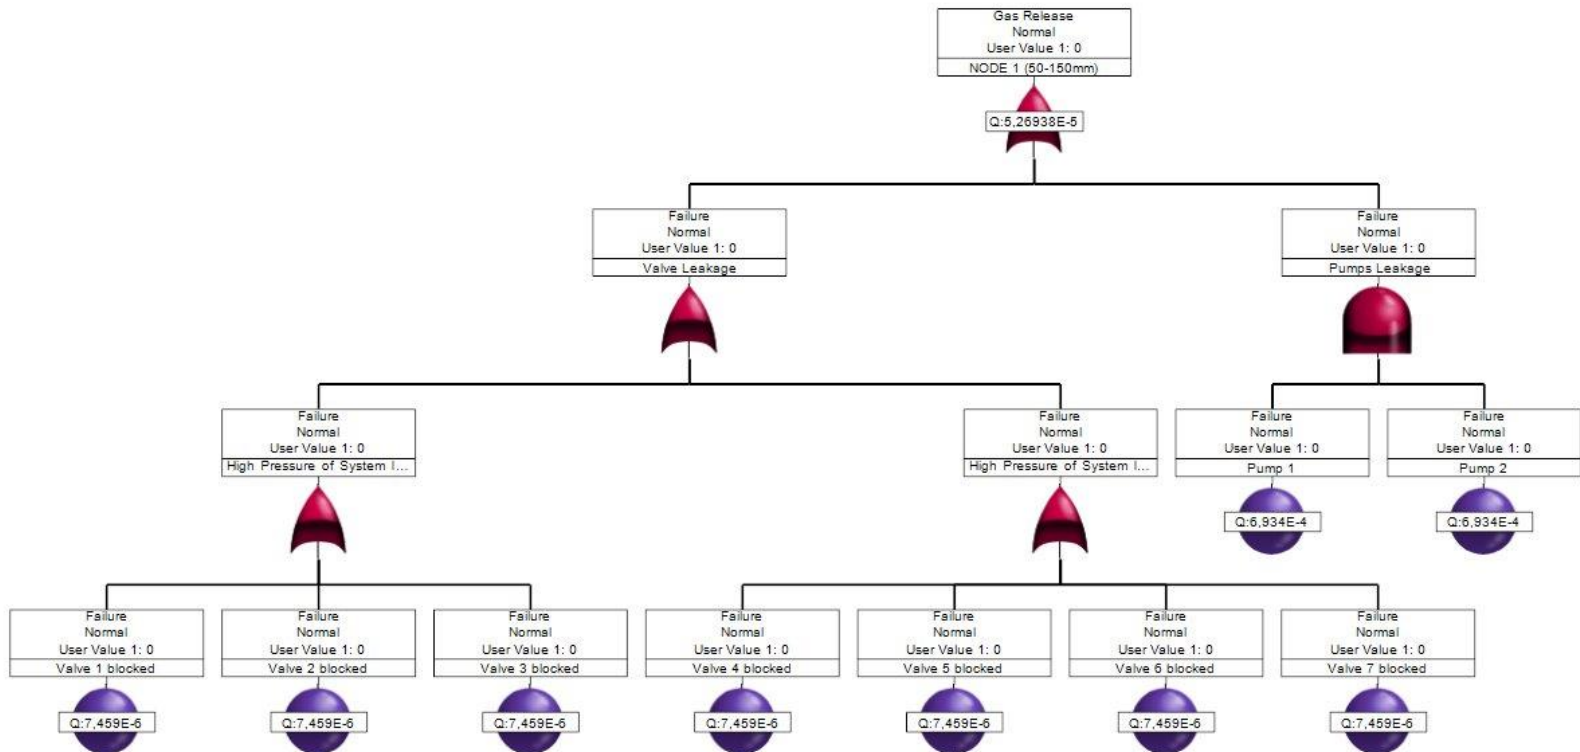 Gas Release
Normal
User Value 1: 0
NODE 1 (50-150mm)
Q:5,26938E-5
Failure
Normal
User Value 1: 0
Valve Leakage
Failure
Normal
User Value 1: 0
Pumps Leakage
Failure
Normal
User Value 1: 0
High Pressure of System I...
Failure
Normal
User Value 1: 0
High Pressure of System I...
Failure
Normal
User Value 1: 0
Pump 1
Q:6,934E-4
Failure
Normal
User Value 1: 0
Pump 2
Q:6,934E-4
Failure
Normal
User Value 1: 0
Valve 1 blocked
Q:7,459E-6
Failure
Normal
User Value 1: 0
Valve 2 blocked
Q:7,459E-6
Failure
Normal
User Value 1: 0
Valve 3 blocked
Q:7,459E-6
Failure
Normal
User Value 1: 0
Valve 4 blocked
Q:7,459E-6
Failure
Normal
User Value 1: 0
Valve 5 blocked
Q:7,459E-6
Failure
Normal
User Value 1: 0
Valve 6 blocked
Q:7,459E-6
Failure
Normal
User Value 1: 0
Valve 7 blocked
Q:7,459E-6